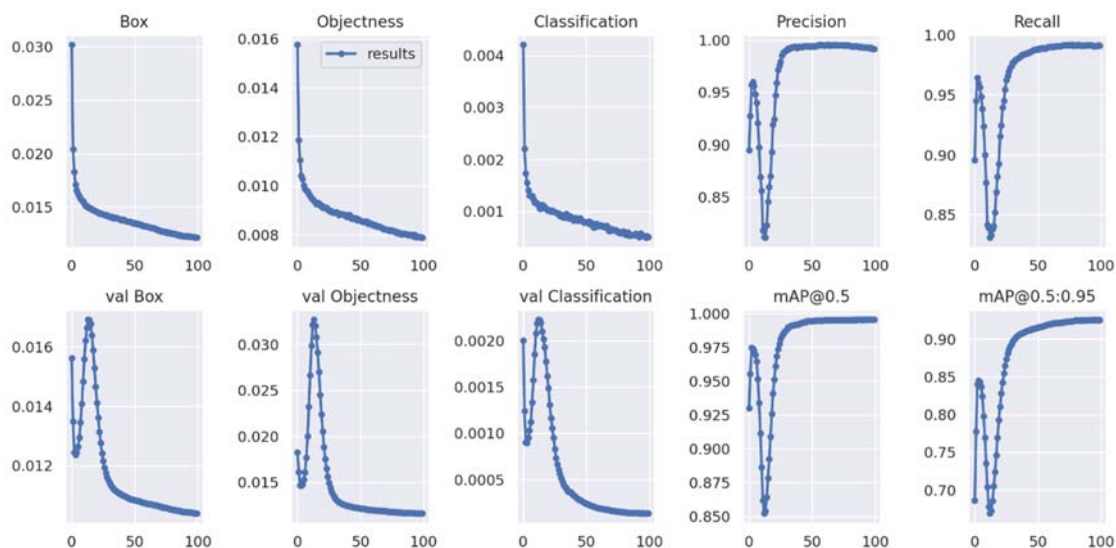 Box
0.030
0.025
0.020
0.015
0 50 100
Objectness
results
0.016
0.014
0.012
0.010
0.008
0 50 100
Classification
0.004
0.003
0.002
0.001
0 50 100
Precision
1.00
0.95
0.90
0.85
0 50 100
Recall
1.00
0.95
0.90
0.85
0 50 100
val Box
0.016
0.014
0.012
0 50 100
val Objectness
0.030
0.025
0.020
0.015
0 50 100
val Classification
0.0020
0.0015
0.0010
0.0005
0 50 100
mAP@0.5
1.000
0.975
0.950
0.925
0.900
0.875
0.850
0 50 100
mAP@0.5:0.95
0.90
0.85
0.80
0.75
0.70
0 50 100